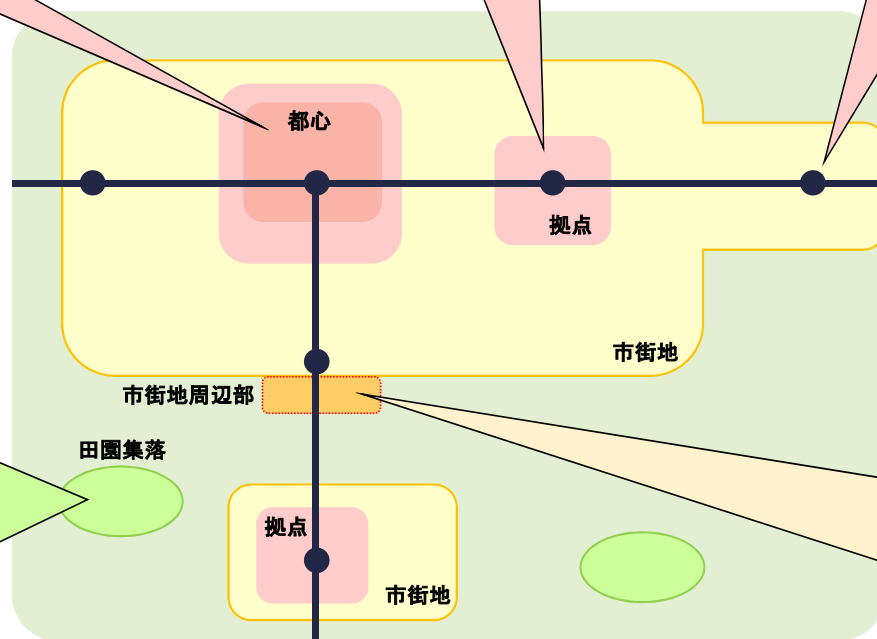 都心
拠点
市街地
市街地周辺部
田園集落
拠点
市街地